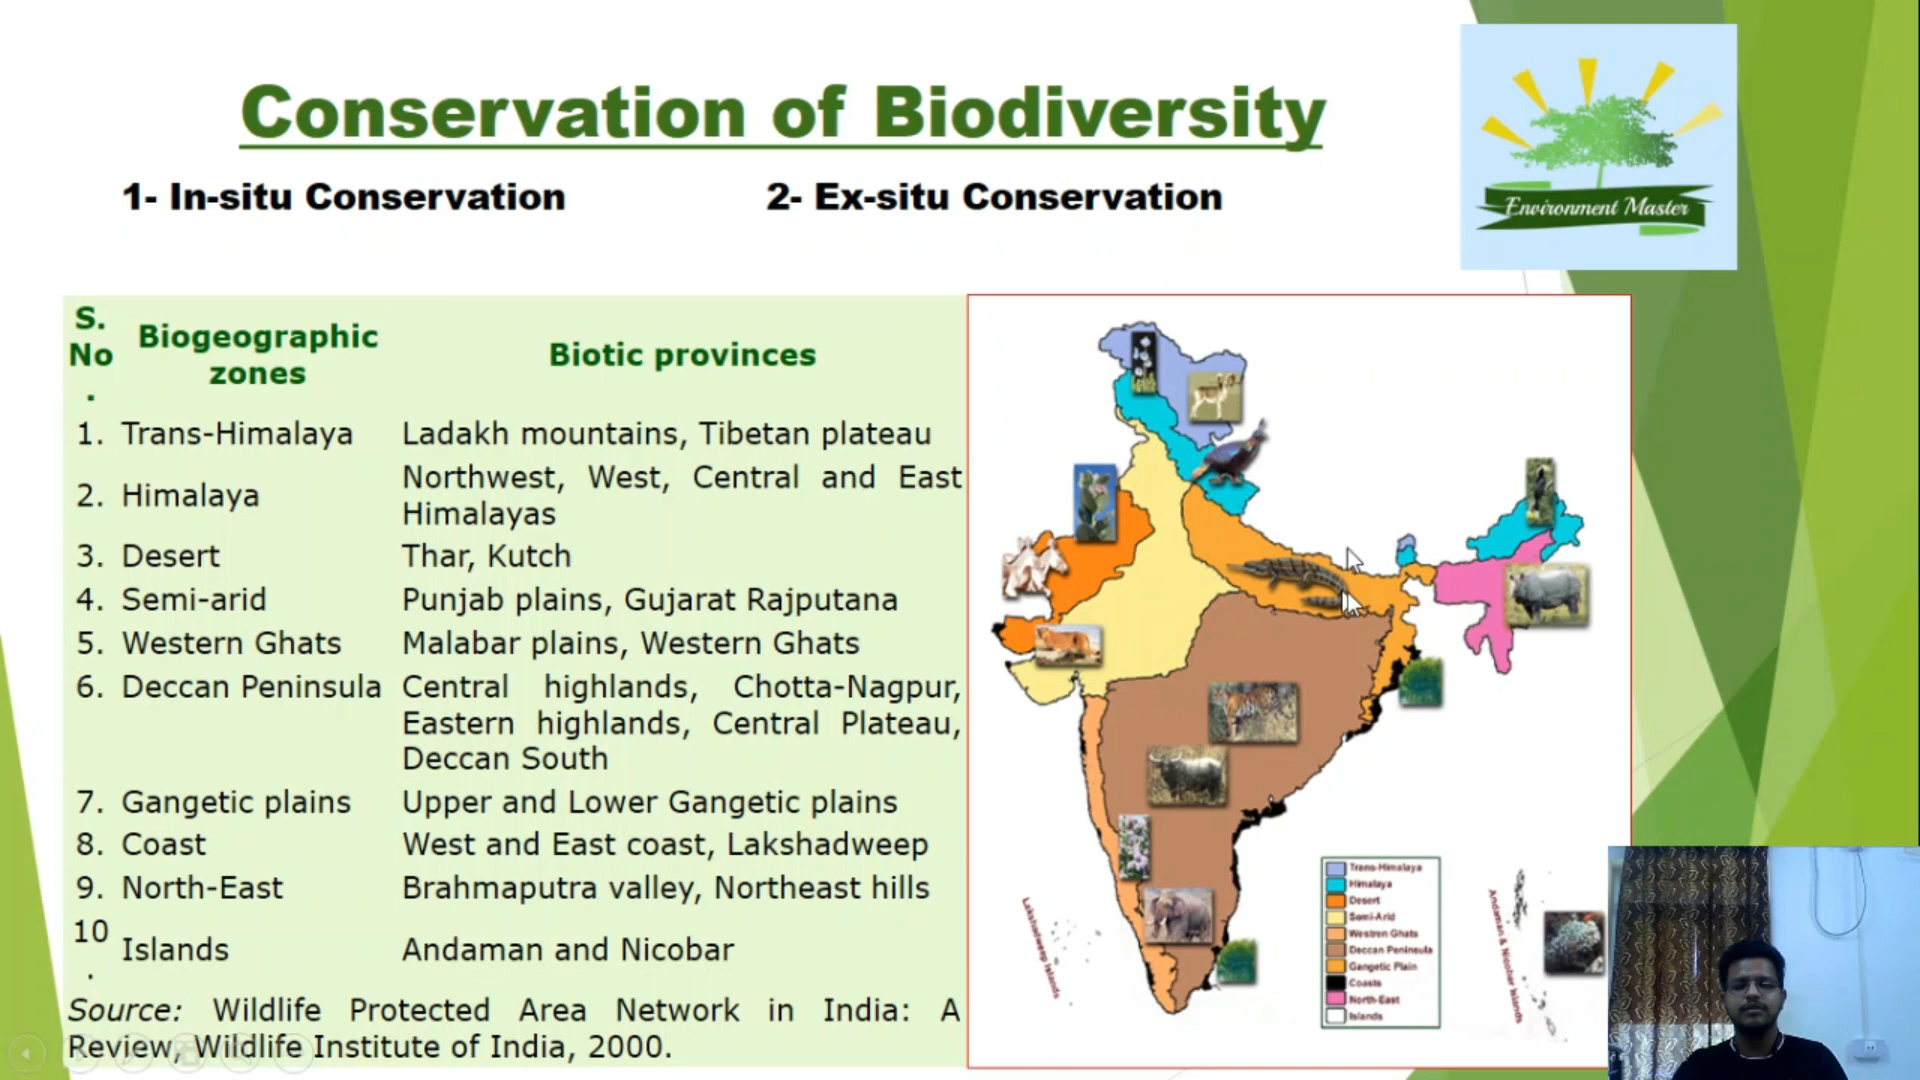 Conservation of Biodiversity
1- In-situ Conservation
2- Ex-situ Conservation
Environment Master
S. No. Biogeographic zones Biotic provinces
1. Trans-Himalaya Ladakh mountains, Tibetan plateau
2. Himalaya Northwest, West, Central and East
Himalayas
3. Desert Thar, Kutch
4. Semi-arid Punjab plains, Gujarat Rajputana
5. Western Ghats Malabar plains, Western Ghats
6. Deccan Peninsula Central highlands, Chotta-Nagpur,
Eastern highlands, Central Plateau,
Deccan South
7. Gangetic plains Upper and Lower Gangetic plains
8. Coast West and East coast, Lakshadweep
9. North-East Brahmaputra valley, Northeast hills
10. Islands Andaman and Nicobar
Source: Wildlife Protected Area Network in India: A
Review, Wildlife Institute of India, 2000.
Lakshadweep Islands
Trans-Himalaya
Himalaya
Desert
Semi-Arid
Westren Ghats
Deccan Peninsula
Gangetic Plain
Coasts
North-East
Islands
Andaman & Nicobar Islands